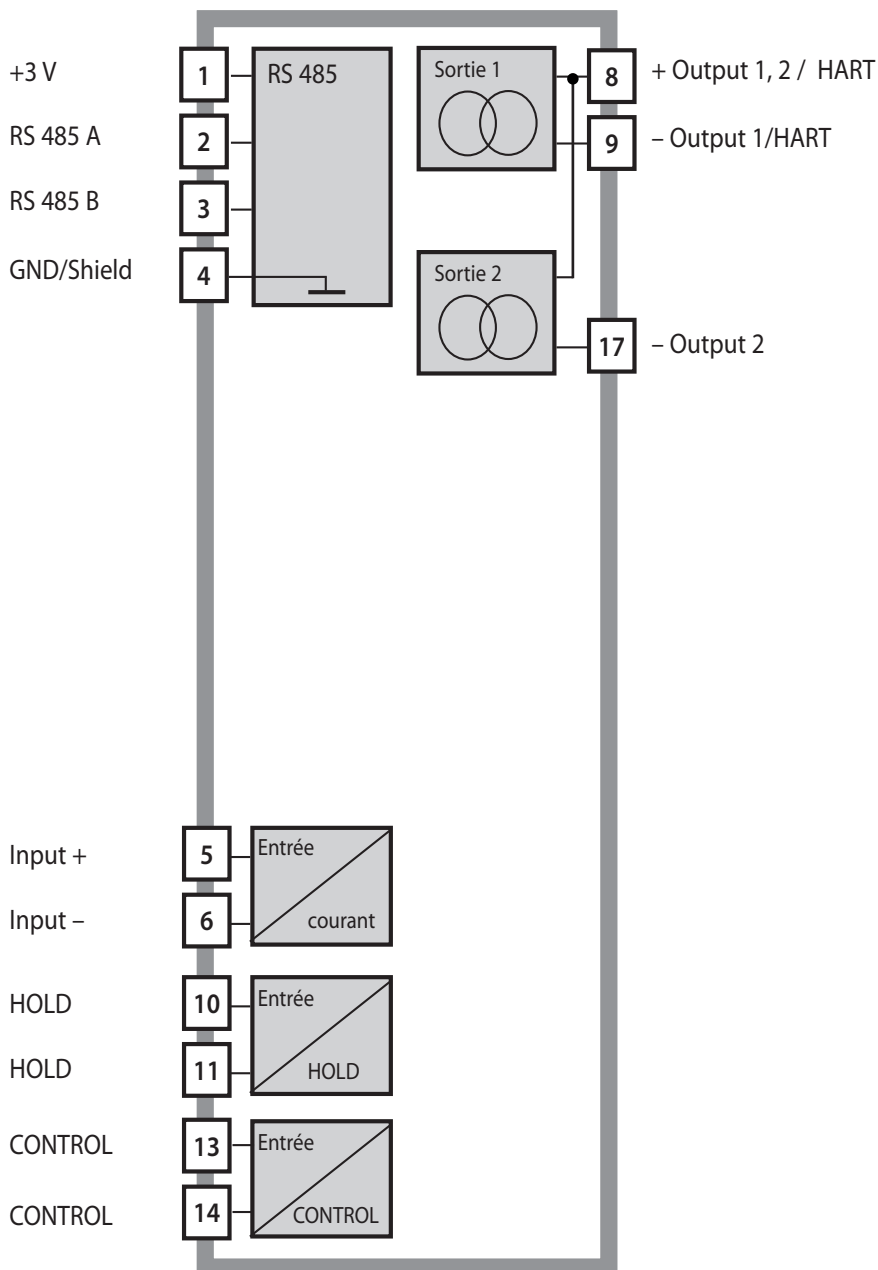 +3 V
1
RS 485
RS 485 A
2
RS 485 B
3
GND/Shield
4
Sortie 1
8
+ Output 1, 2 / HART
9
– Output 1/HART
Sortie 2
17
– Output 2
Input +
5
Entrée
Input –
6
courant
HOLD
10
Entrée
HOLD
11
HOLD
CONTROL
13
Entrée
CONTROL
14
CONTROL